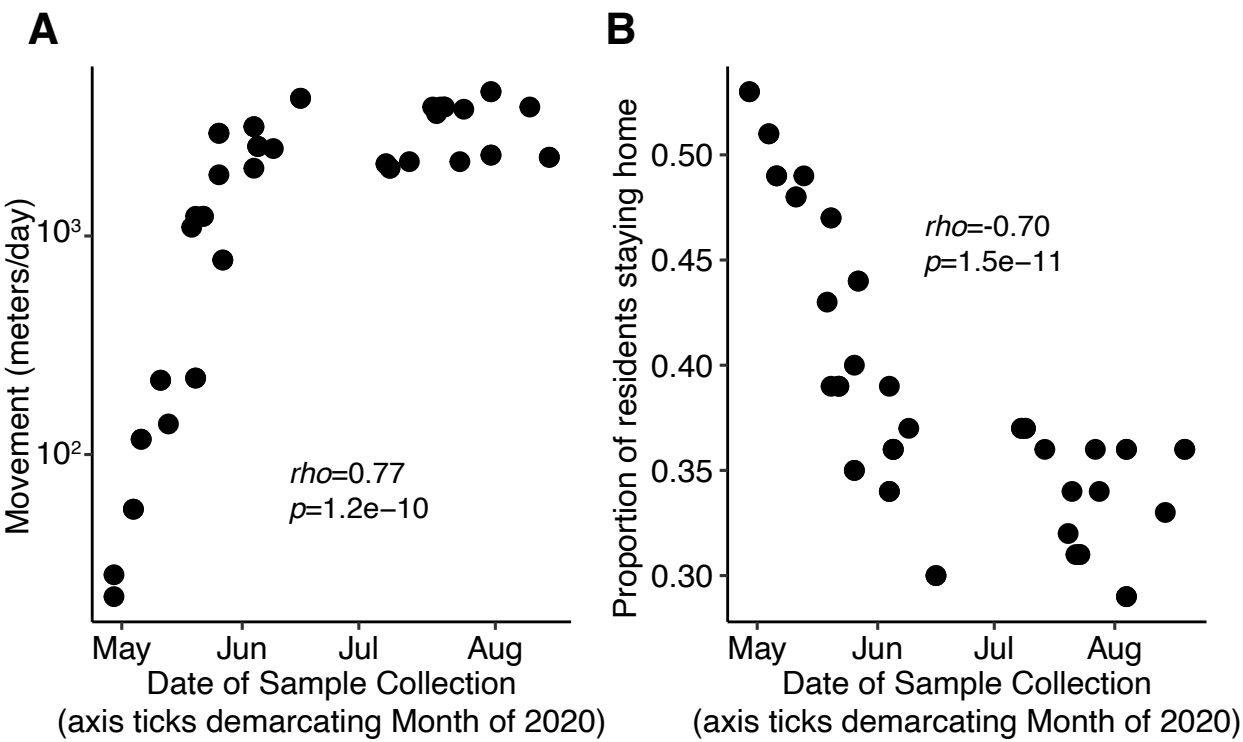 A
Movement (meters/day)
10³
10²
rho=0.77
p=1.2e−10
May Jun Jul Aug
Date of Sample Collection
(axis ticks demarcating Month of 2020)
B
Proportion of residents staying home
0.50
0.45
0.40
0.35
0.30
rho=-0.70
p=1.5e−11
May Jun Jul Aug
Date of Sample Collection
(axis ticks demarcating Month of 2020)